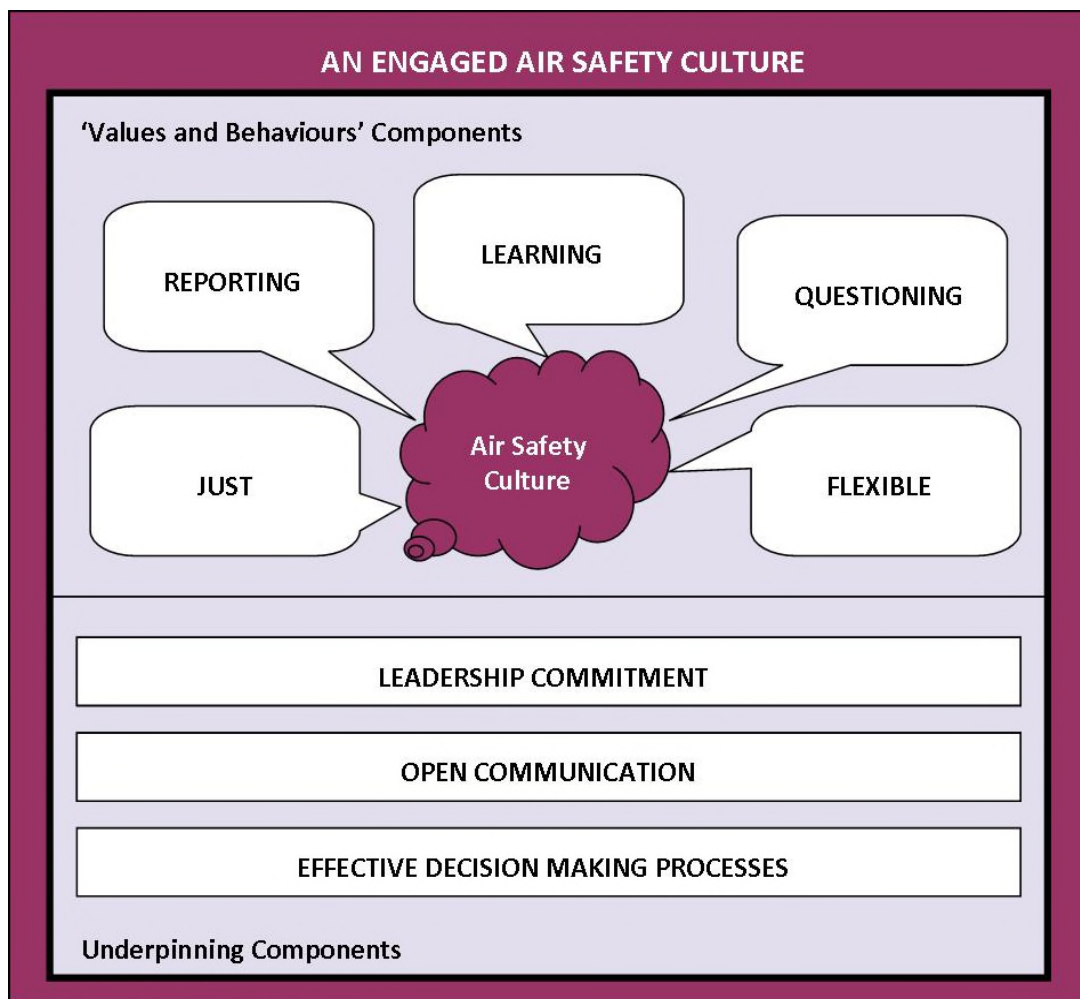 AN ENGAGED AIR SAFETY CULTURE
‘Values and Behaviours’ Components
REPORTING
LEARNING
QUESTIONING
JUST
Air Safety
Culture
FLEXIBLE
LEADERSHIP COMMITMENT
OPEN COMMUNICATION
EFFECTIVE DECISION MAKING PROCESSES
Underpinning Components